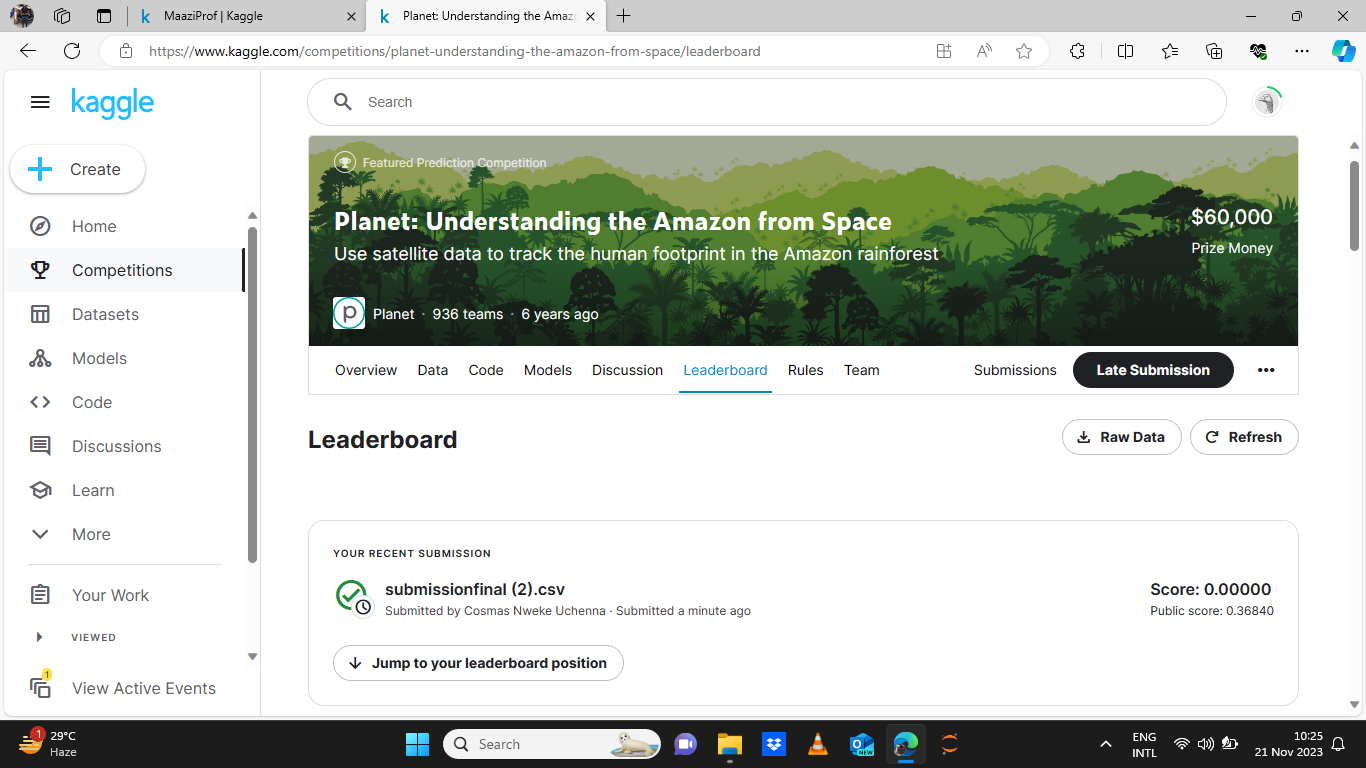 MaaziProf | Kaggle
Planet: Understanding the Amaz
https://www.kaggle.com/competitions/planet-understanding-the-amazon-from-space/leaderboard
kaggle
Search
Create
Home
Competitions
Datasets
Models
Code
Discussions
Learn
More
Your Work
VIEWED
1
View Active Events
Featured Prediction Competition
Planet: Understanding the Amazon from Space
Use satellite data to track the human footprint in the Amazon rainforest
$60,000
Prize Money
p
Planet · 936 teams · 6 years ago
Overview Data Code Models Discussion Leaderboard Rules Team Submissions Late Submission
Leaderboard
Raw Data Refresh
YOUR RECENT SUBMISSION
submissionfinal (2).csv
Score: 0.00000
Submitted by Cosmas Nweke Uchenna · Submitted a minute ago
Public score: 0.36840
Jump to your leaderboard position
1
29°C
Haze
Search
NEW
ENG
INTL
10:25
21 Nov 2023